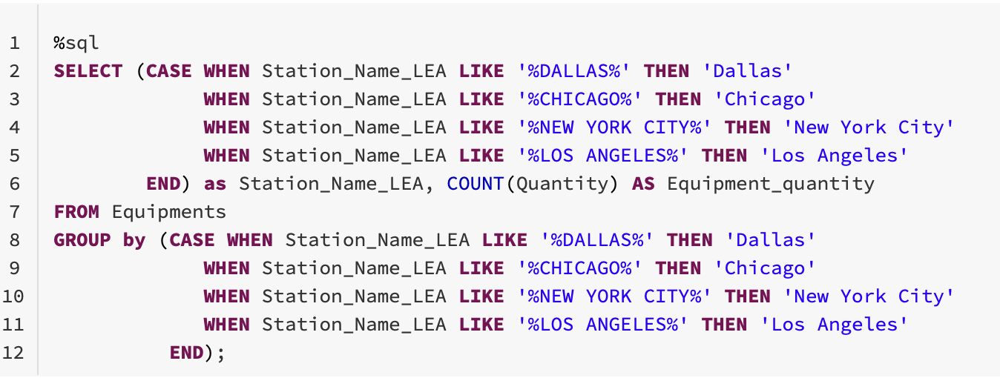 1 %sql
2 SELECT (CASE WHEN Station_Name_LEA LIKE '%DALLAS%' THEN 'Dallas'
3              WHEN Station_Name_LEA LIKE '%CHICAGO%' THEN 'Chicago'
4              WHEN Station_Name_LEA LIKE '%NEW YORK CITY%' THEN 'New York City'
5              WHEN Station_Name_LEA LIKE '%LOS ANGELES%' THEN 'Los Angeles'
6         END) as Station_Name_LEA, COUNT(Quantity) AS Equipment_quantity
7 FROM Equipments
8 GROUP by (CASE WHEN Station_Name_LEA LIKE '%DALLAS%' THEN 'Dallas'
9              WHEN Station_Name_LEA LIKE '%CHICAGO%' THEN 'Chicago'
10             WHEN Station_Name_LEA LIKE '%NEW YORK CITY%' THEN 'New York City'
11             WHEN Station_Name_LEA LIKE '%LOS ANGELES%' THEN 'Los Angeles'
12          END);